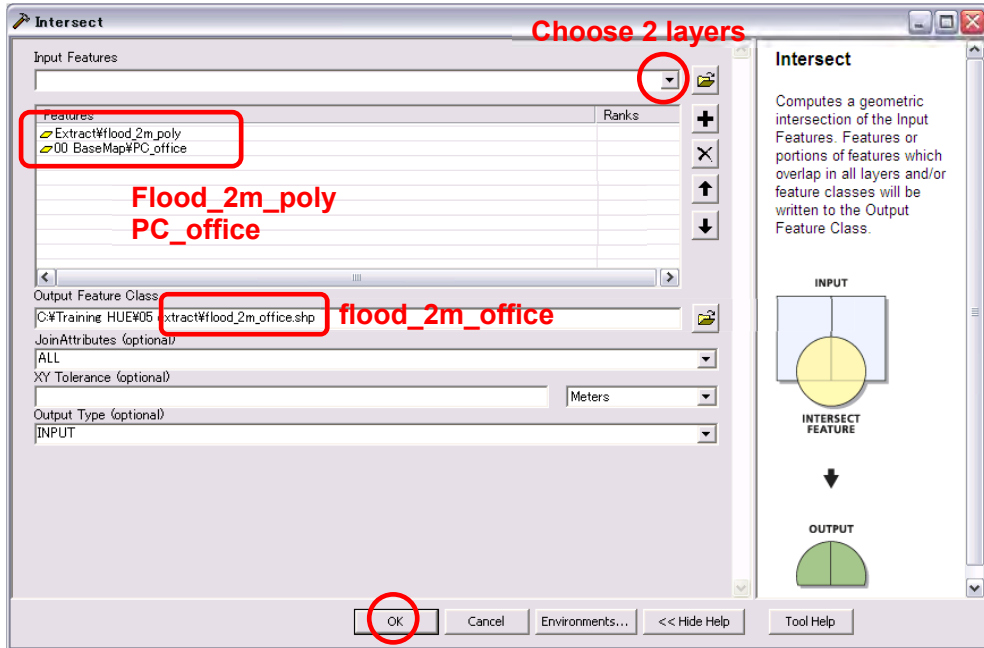 Intersect
Choose 2 layers
Input Features
Features Ranks
Extract¥flood_2m_poly
00 BaseMap¥PC_office
Flood_2m_poly
PC_office
Output Feature Class
C:¥Training HUE¥05 extract¥flood_2m_office.shp
flood_2m_office
JoinAttributes (optional)
ALL
XY Tolerance (optional)
Meters
Output Type (optional)
INPUT
OK Cancel Environments... << Hide Help Tool Help
Intersect
Computes a geometric
intersection of the Input
Features. Features or
portions of features which
overlap in all layers and/or
feature classes will be
written to the Output
Feature Class.
INPUT
INTERSECT
FEATURE
OUTPUT